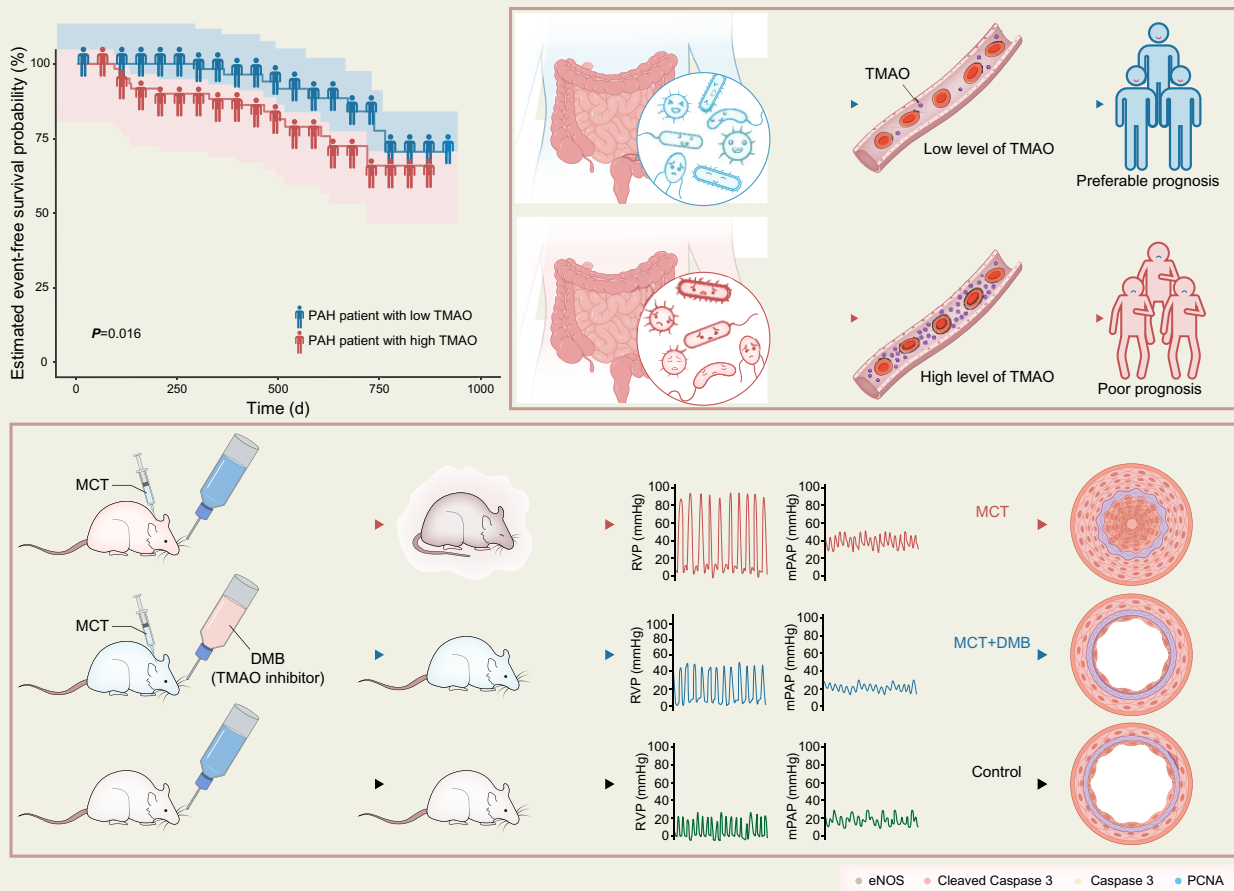 Estimated event-free survival probability (%)
100
75
50
25
0
P=0.016
PAH patient with low TMAO
PAH patient with high TMAO
0
250
500
750
1000
Time (d)
TMAO
Low level of TMAO
Preferable prognosis
High level of TMAO
Poor prognosis
MCT
RVP (mmHg)
100
80
60
40
20
0
mPAP (mmHg)
100
80
60
40
20
0
MCT
MCT
DMB
(TMAO inhibitor)
RVP (mmHg)
100
80
60
40
20
0
mPAP (mmHg)
100
80
60
40
20
0
MCT+DMB
RVP (mmHg)
100
80
60
40
20
0
mPAP (mmHg)
100
80
60
40
20
0
Control
eNOS
Cleaved Caspase 3
Caspase 3
PCNA